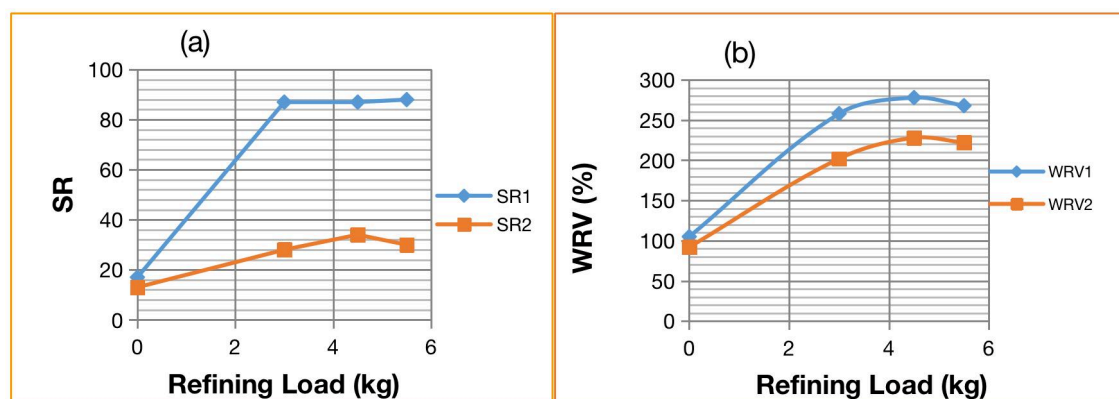 (a)
100
80
60
40
20
0
SR
0 2 4 6
Refining Load (kg)
SR1
SR2
(b)
300
250
200
150
100
50
0
WRV (%)
0 2 4 6
Refining Load (kg)
WRV1
WRV2